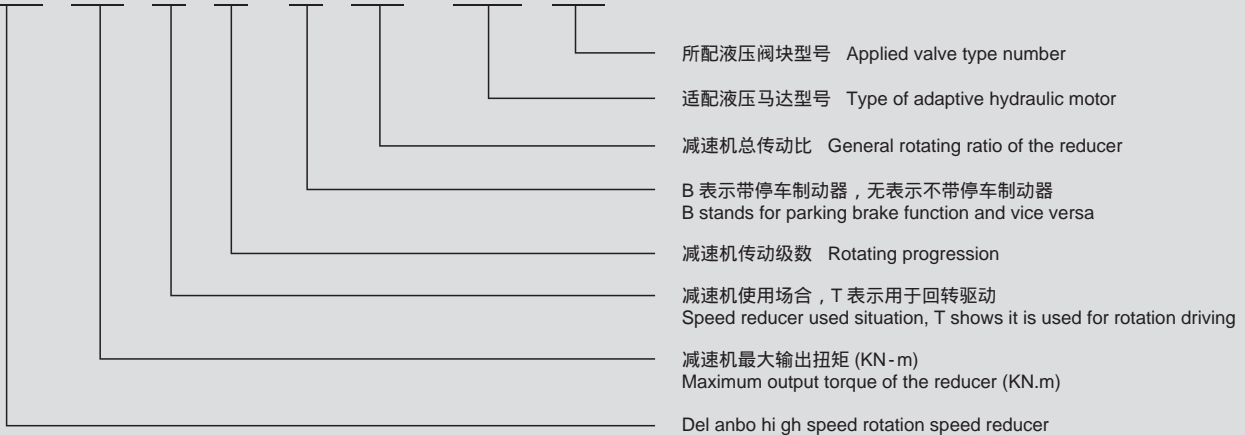 所配液压阀块型号 Applied valve type number
适配液压马达型号 Type of adaptive hydraulic motor
减速机总传动比 General rotating ratio of the reducer
B 表示带停车制动器，无表示不带停车制动器
B stands for parking brake function and vice versa
减速机传动级数 Rotating progression
减速机使用场合，T 表示用于回转驱动
Speed reducer used situation, T shows it is used for rotation driving
减速机最大输出扭矩 (KN-m)
Maximum output torque of the reducer (KN.m)
Del anbo hi gh speed rotation speed reducer